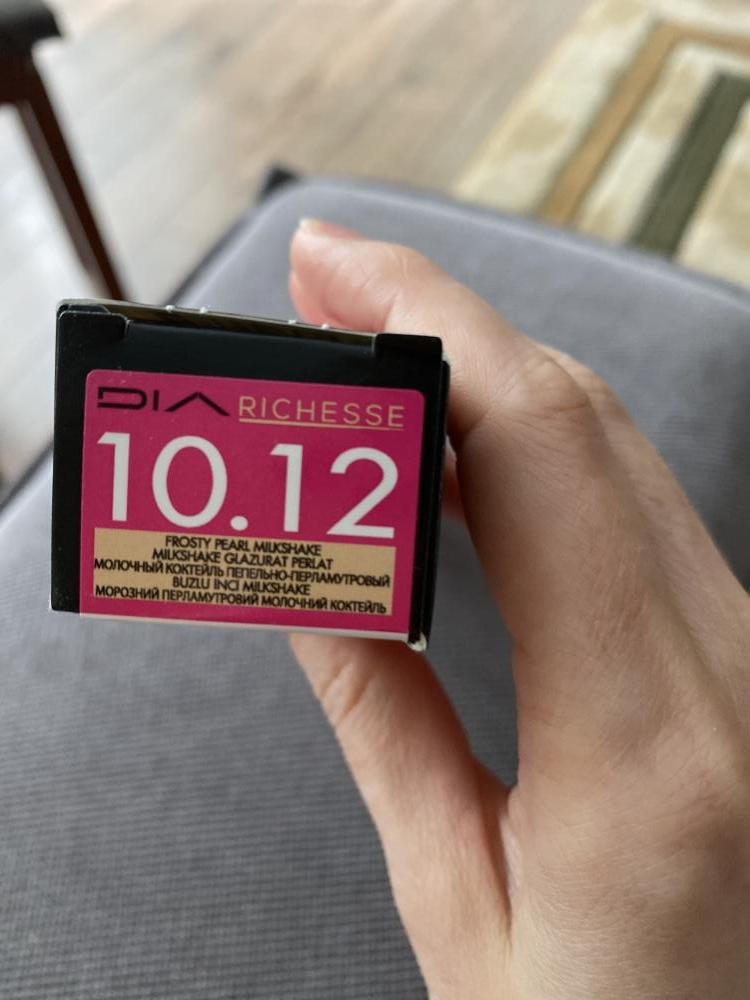 DIA RICHESSE
10.12
FROSTY PEARL MILKSHAKE
MILKSHAKE GLAZURAT PERLAT
МОЛОЧНЫЙ КОКТЕЙЛЬ ПЕПЕЛЬНО-ПЕРЛАМУТРОВЫЙ
BUZLU INCI MILKSHAKE
МОРОЗНИЙ ПЕРЛАМУТРОВИЙ МОЛОЧНИЙ КОКТЕЙЛЬ